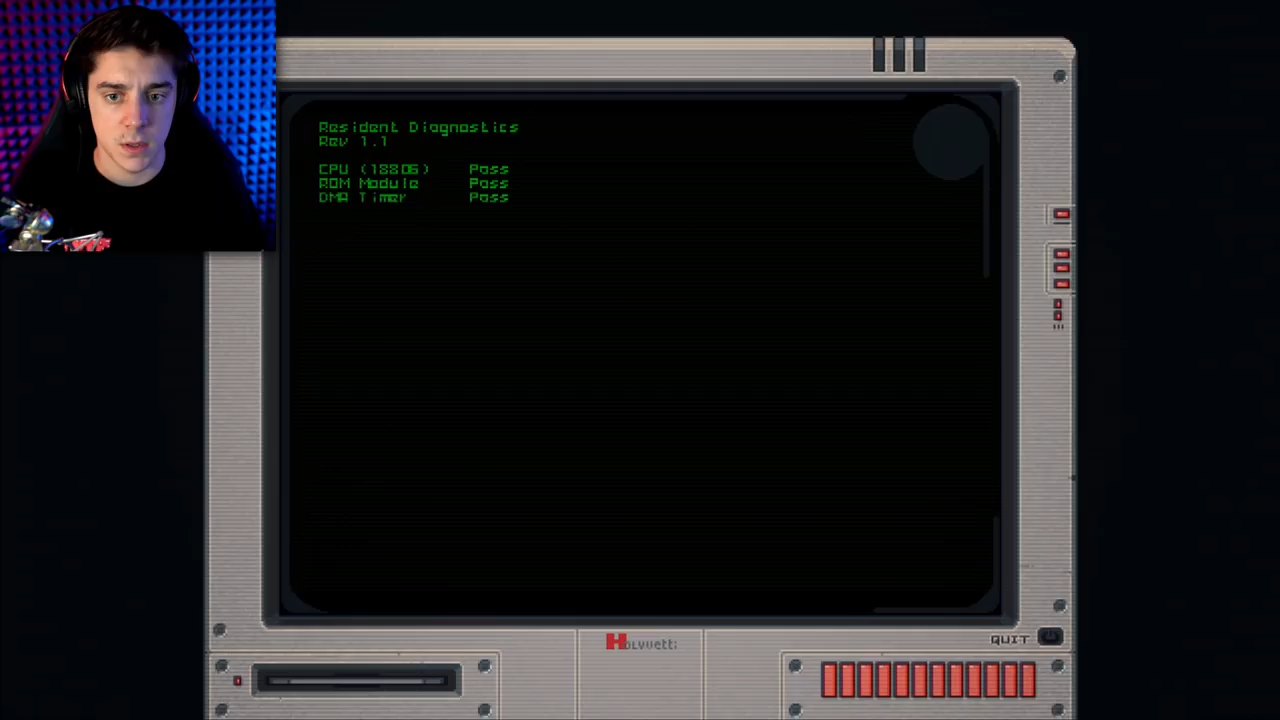 Resident Diagnostics
Rev 1.1
CPU (18806) Pass
ROM Module Pass
DMA Timer Pass
QUIT